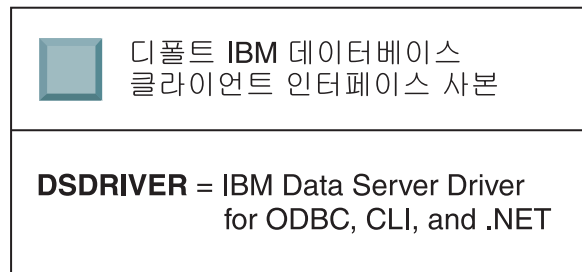 디폴트 IBM 데이터베이스
클라이언트 인터페이스 사본
DSDRIVER = IBM Data Server Driver
for ODBC, CLI, and .NET